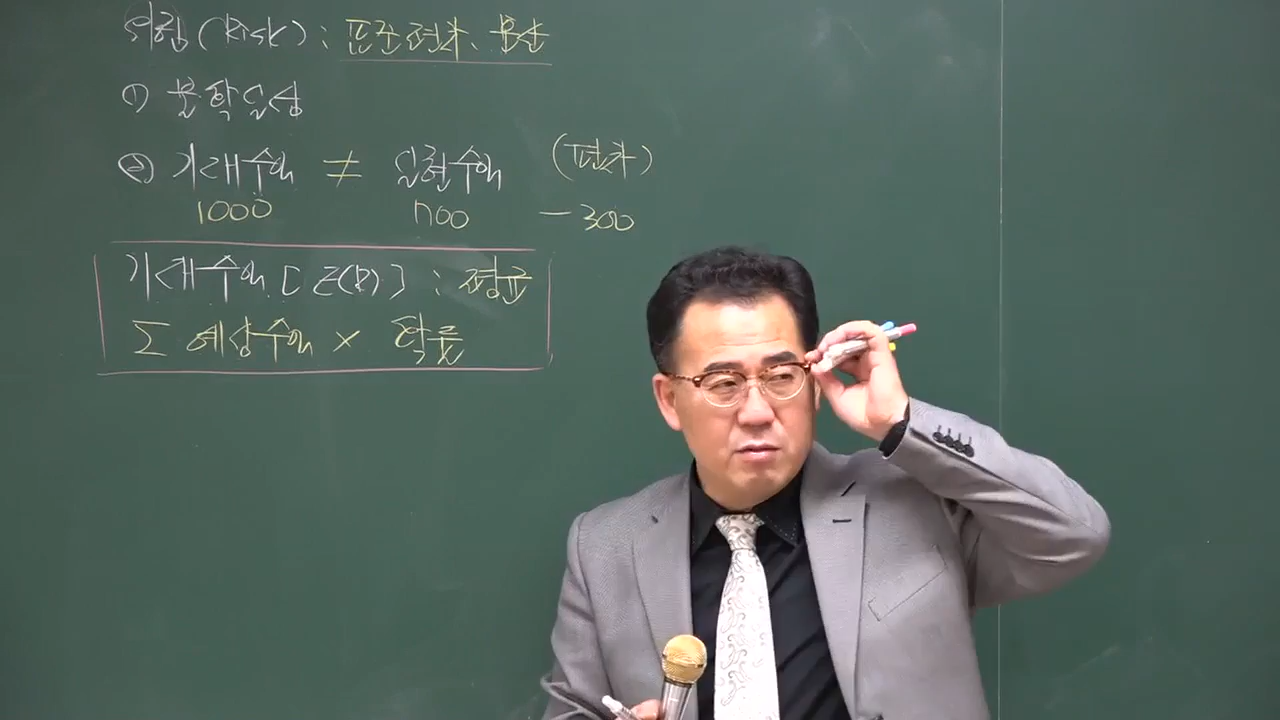 위험(Risk) : 표준편차、분산
① 불확실성
② 기대수익 ≠ 실현수익 (편차)
1000 700 -300
기대수익 [E(R)] : 평균
Σ 예상수익 × 확률